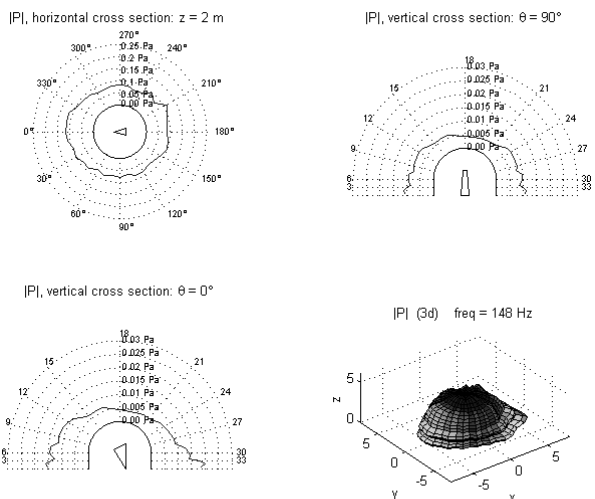 |P|, horizontal cross section: z = 2 m
270°
300° 0.25 Pa 240°
0.2 Pa
330° 0.15 Pa 210°
0.1 Pa
0.05 Pa
0.00 Pa
0° 180°
30° 150°
60° 120°
90°
|P|, vertical cross section: θ = 90°
18
0.03 Pa
15 0.025 Pa 21
0.02 Pa
12 0.015 Pa 24
0.01 Pa
9 0.005 Pa 27
0.00 Pa
6 30
3 33
|P|, vertical cross section: θ = 0°
18
0.03 Pa
15 0.025 Pa 21
0.02 Pa
12 0.015 Pa 24
0.01 Pa
9 0.005 Pa 27
0.00 Pa
6 30
3 33
|P| (3d) freq = 148 Hz
z
5
0
5
0
-5
y
-5
0
5
x